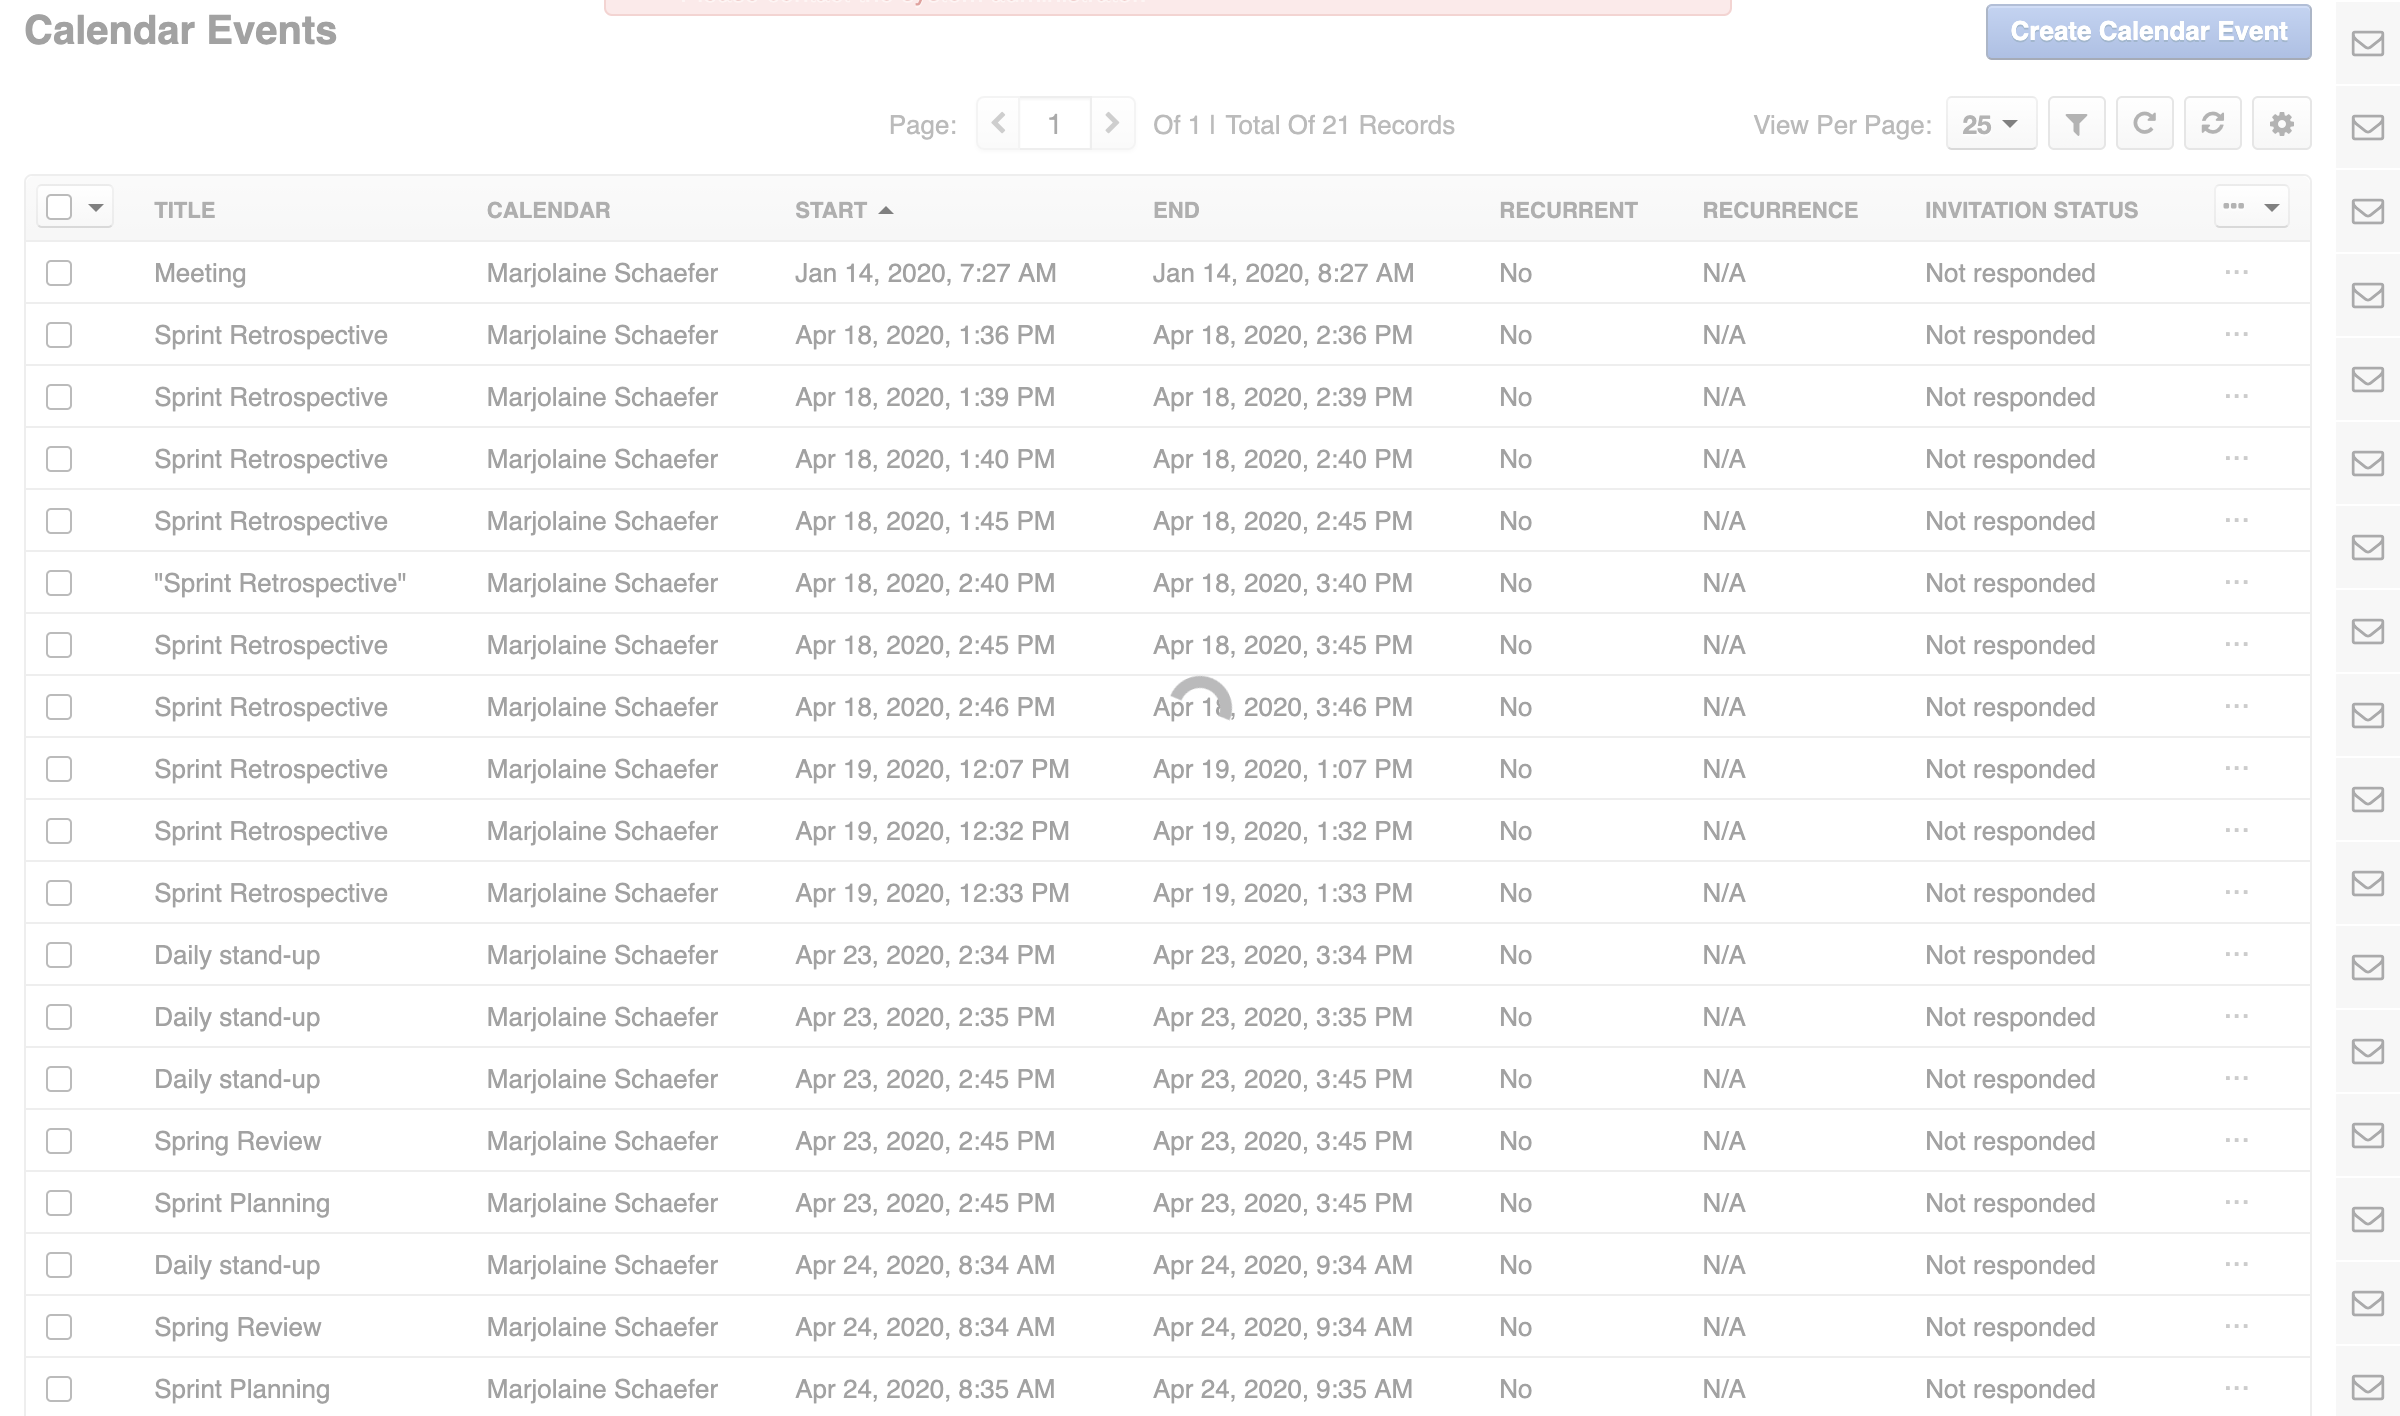 Calendar Events
Create Calendar Event
Page: 1 Of 1 | Total Of 21 Records
View Per Page: 25
TITLE CALENDAR START END RECURRENT RECURRENCE INVITATION STATUS
Meeting Marjolaine Schaefer Jan 14, 2020, 7:27 AM Jan 14, 2020, 8:27 AM No N/A Not responded
Sprint Retrospective Marjolaine Schaefer Apr 18, 2020, 1:36 PM Apr 18, 2020, 2:36 PM No N/A Not responded
Sprint Retrospective Marjolaine Schaefer Apr 18, 2020, 1:39 PM Apr 18, 2020, 2:39 PM No N/A Not responded
Sprint Retrospective Marjolaine Schaefer Apr 18, 2020, 1:40 PM Apr 18, 2020, 2:40 PM No N/A Not responded
Sprint Retrospective Marjolaine Schaefer Apr 18, 2020, 1:45 PM Apr 18, 2020, 2:45 PM No N/A Not responded
"Sprint Retrospective" Marjolaine Schaefer Apr 18, 2020, 2:40 PM Apr 18, 2020, 3:40 PM No N/A Not responded
Sprint Retrospective Marjolaine Schaefer Apr 18, 2020, 2:45 PM Apr 18, 2020, 3:45 PM No N/A Not responded
Sprint Retrospective Marjolaine Schaefer Apr 18, 2020, 2:46 PM Apr 18, 2020, 3:46 PM No N/A Not responded
Sprint Retrospective Marjolaine Schaefer Apr 19, 2020, 12:07 PM Apr 19, 2020, 1:07 PM No N/A Not responded
Sprint Retrospective Marjolaine Schaefer Apr 19, 2020, 12:32 PM Apr 19, 2020, 1:32 PM No N/A Not responded
Sprint Retrospective Marjolaine Schaefer Apr 19, 2020, 12:33 PM Apr 19, 2020, 1:33 PM No N/A Not responded
Daily stand-up Marjolaine Schaefer Apr 23, 2020, 2:34 PM Apr 23, 2020, 3:34 PM No N/A Not responded
Daily stand-up Marjolaine Schaefer Apr 23, 2020, 2:35 PM Apr 23, 2020, 3:35 PM No N/A Not responded
Daily stand-up Marjolaine Schaefer Apr 23, 2020, 2:45 PM Apr 23, 2020, 3:45 PM No N/A Not responded
Spring Review Marjolaine Schaefer Apr 23, 2020, 2:45 PM Apr 23, 2020, 3:45 PM No N/A Not responded
Sprint Planning Marjolaine Schaefer Apr 23, 2020, 2:45 PM Apr 23, 2020, 3:45 PM No N/A Not responded
Daily stand-up Marjolaine Schaefer Apr 24, 2020, 8:34 AM Apr 24, 2020, 9:34 AM No N/A Not responded
Spring Review Marjolaine Schaefer Apr 24, 2020, 8:34 AM Apr 24, 2020, 9:34 AM No N/A Not responded
Sprint Planning Marjolaine Schaefer Apr 24, 2020, 8:35 AM Apr 24, 2020, 9:35 AM No N/A Not responded